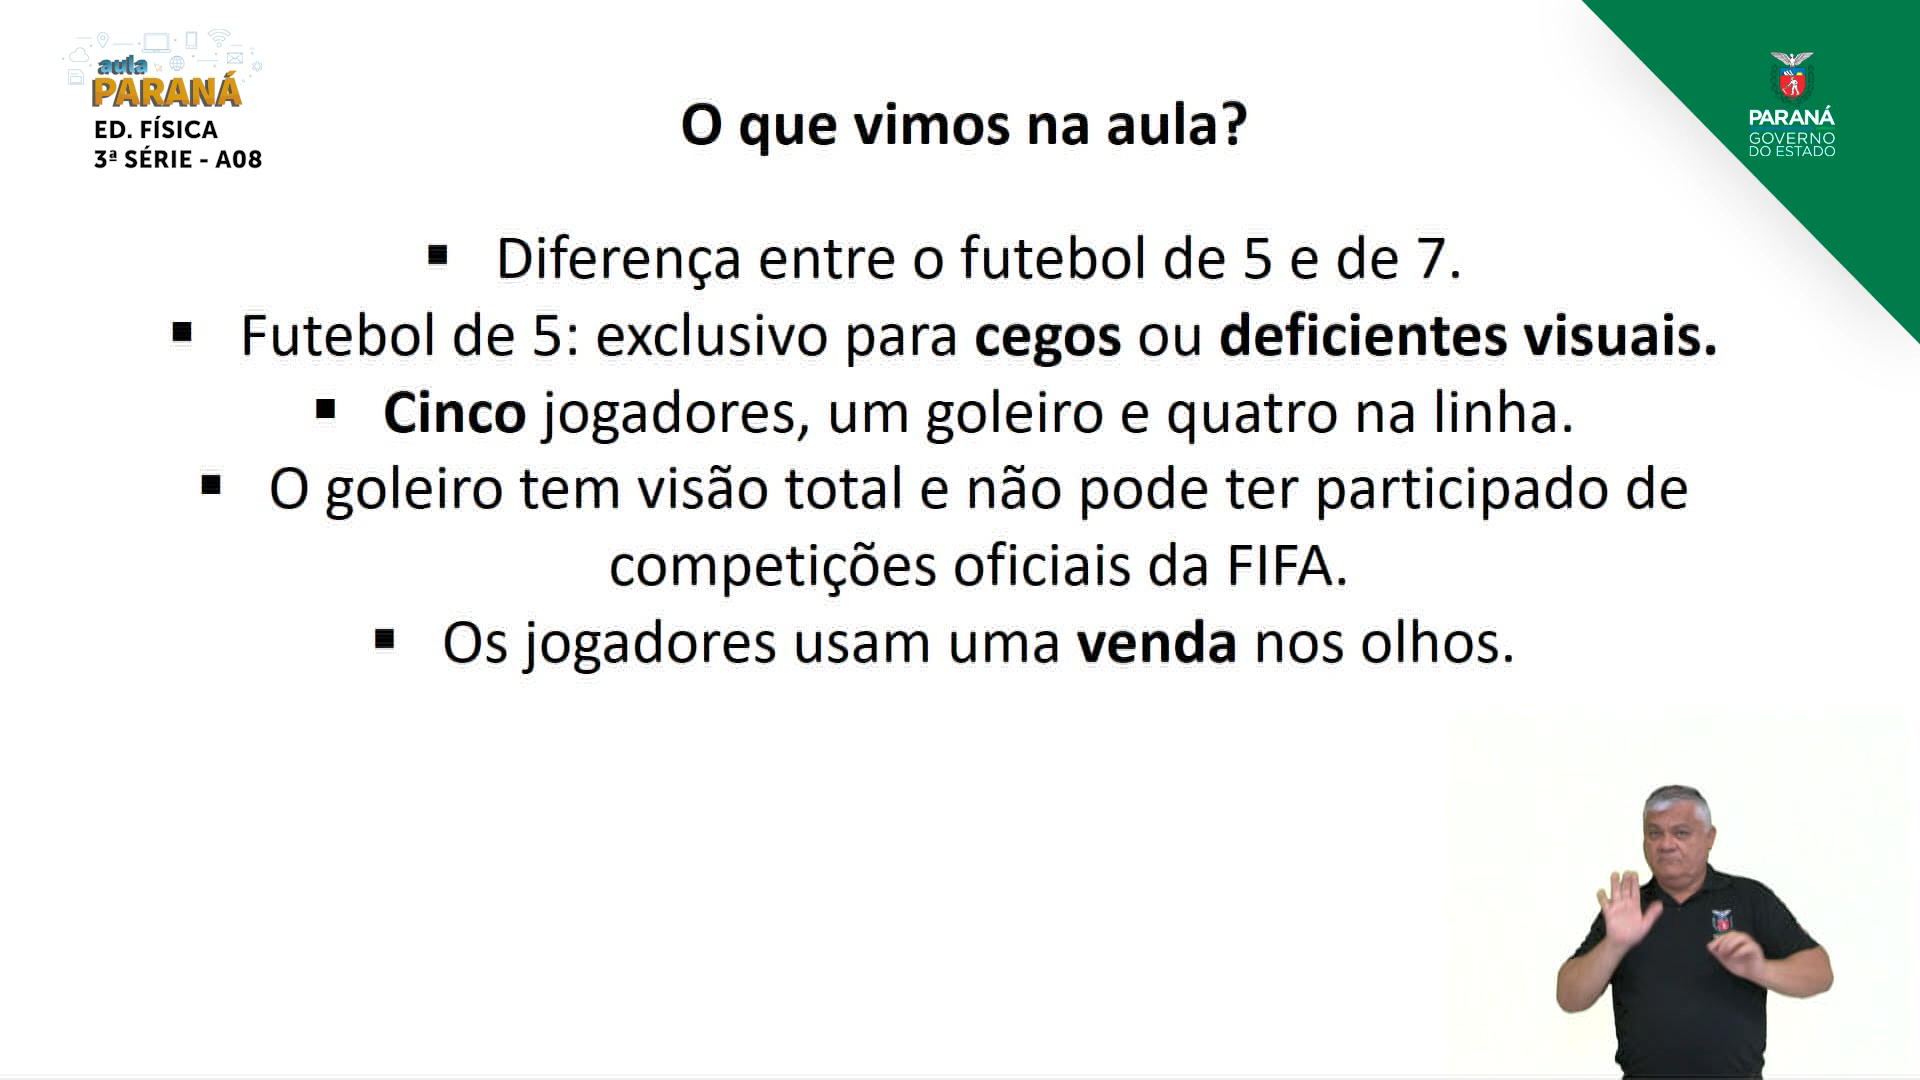 aula
PARANÁ
ED. FÍSICA
3ª SÉRIE - A08
O que vimos na aula?
PARANÁ
GOVERNO
DO ESTADO
▪ Diferença entre o futebol de 5 e de 7.
▪ Futebol de 5: exclusivo para cegos ou deficientes visuais.
▪ Cinco jogadores, um goleiro e quatro na linha.
▪ O goleiro tem visão total e não pode ter participado de
competições oficiais da FIFA.
▪ Os jogadores usam uma venda nos olhos.